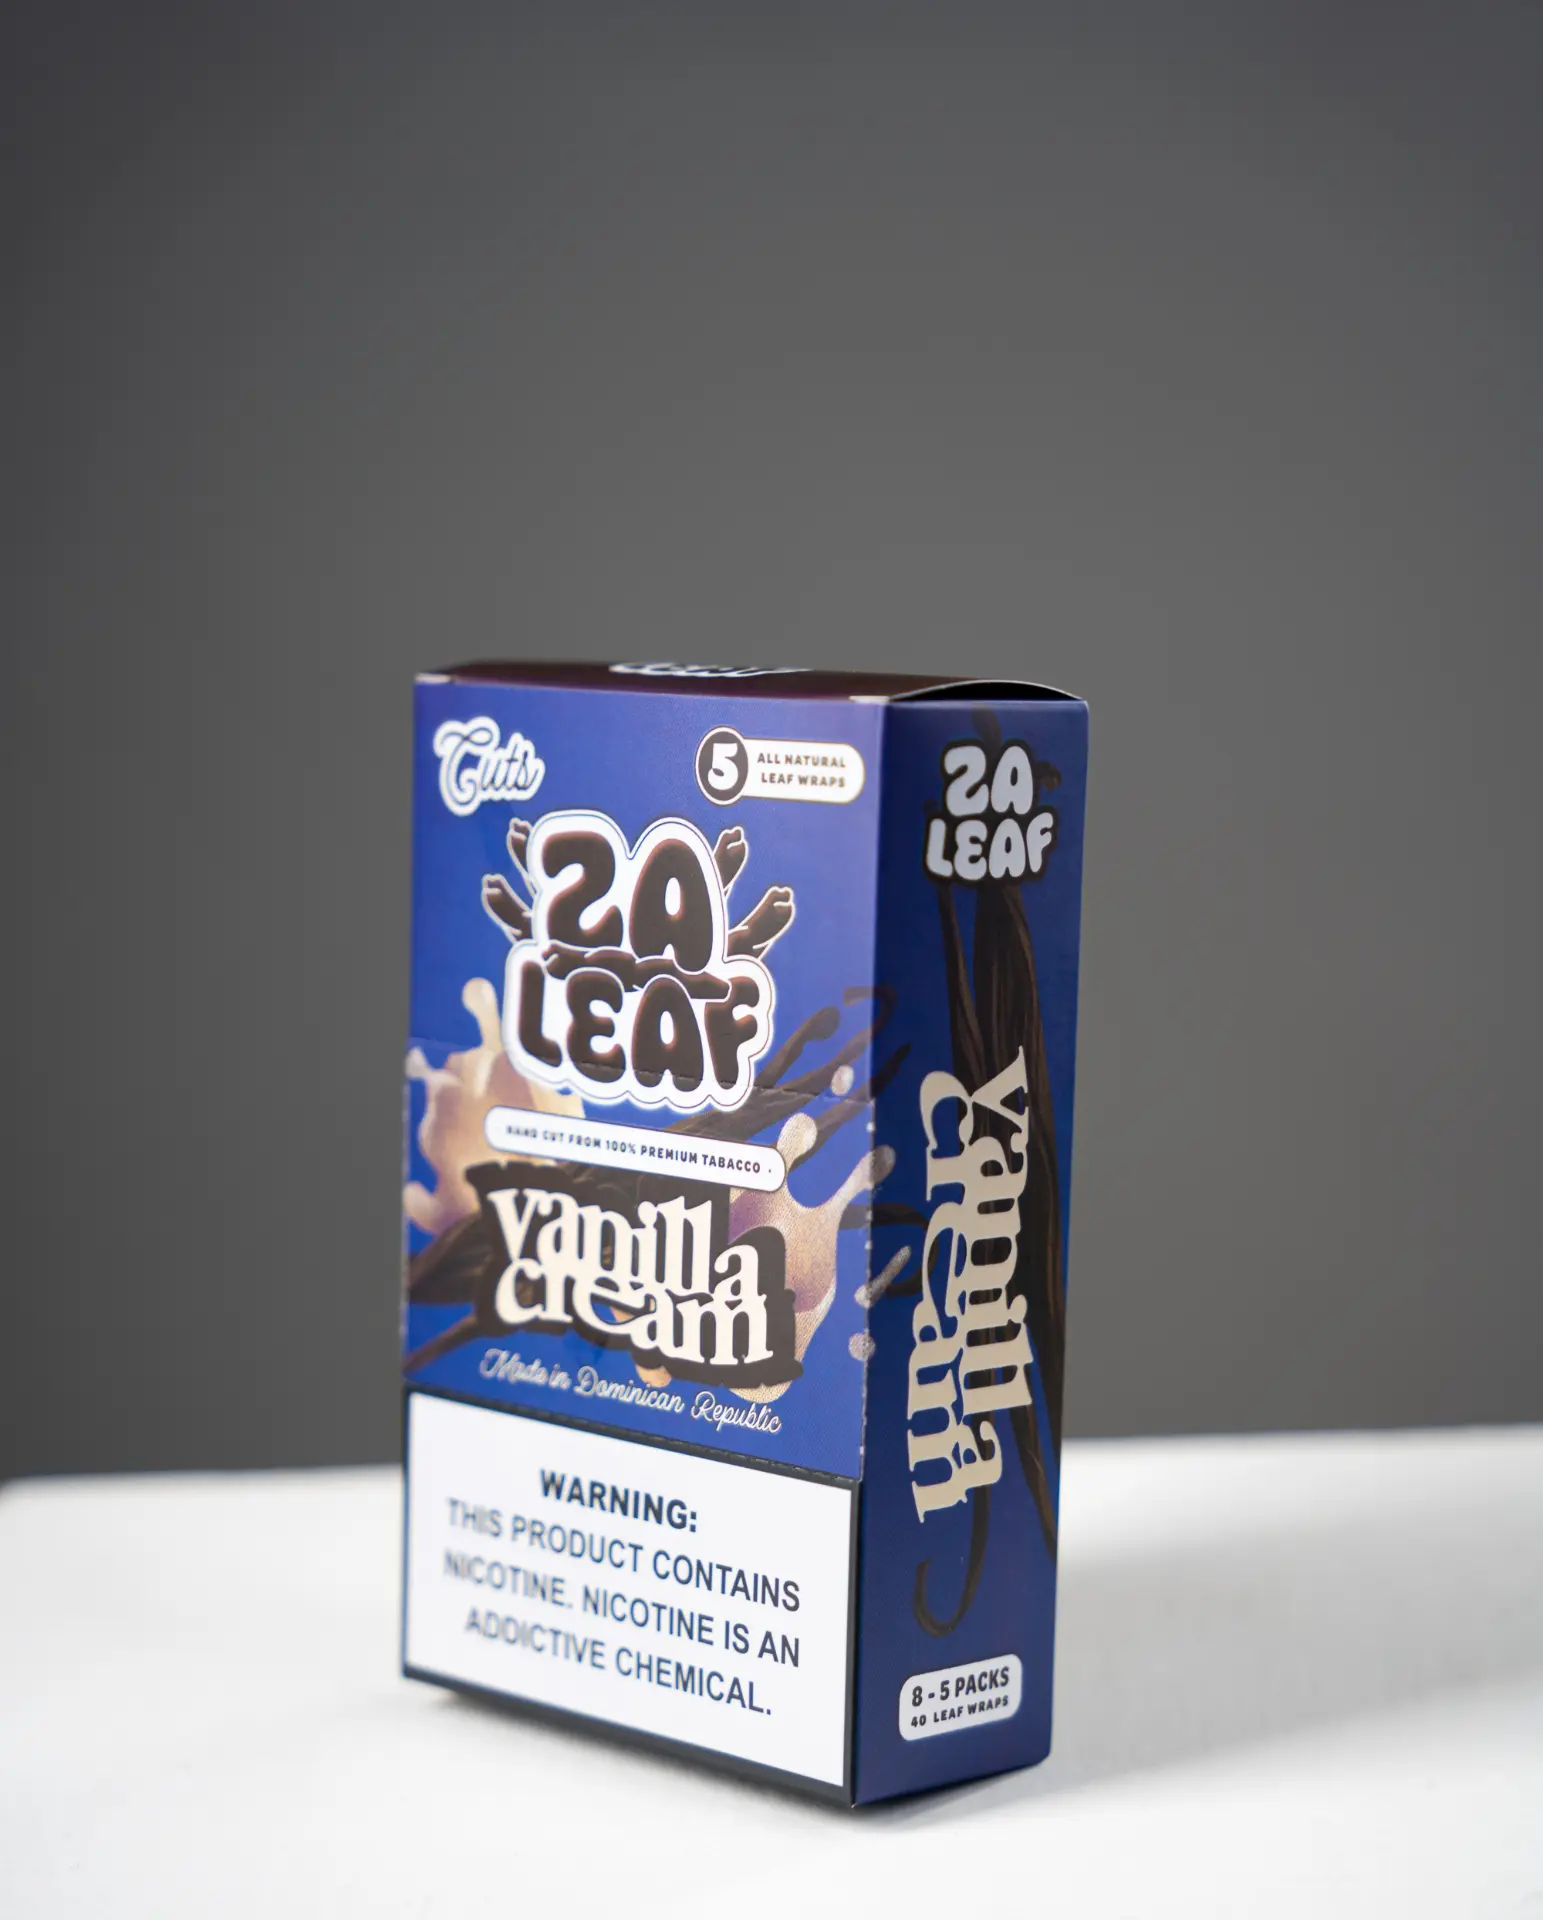 Cuts
5
ALL NATURAL
LEAF WRAPS
ZA
LEAF
HAND CUT FROM 100% PREMIUM TABACCO .
vanilla
cream
Made in Dominican Republic
WARNING:
THIS PRODUCT CONTAINS
NICOTINE. NICOTINE IS AN
ADDICTIVE CHEMICAL.
ZA
LEAF
vanilla
cream
8 - 5 PACKS
40 LEAF WRAPS